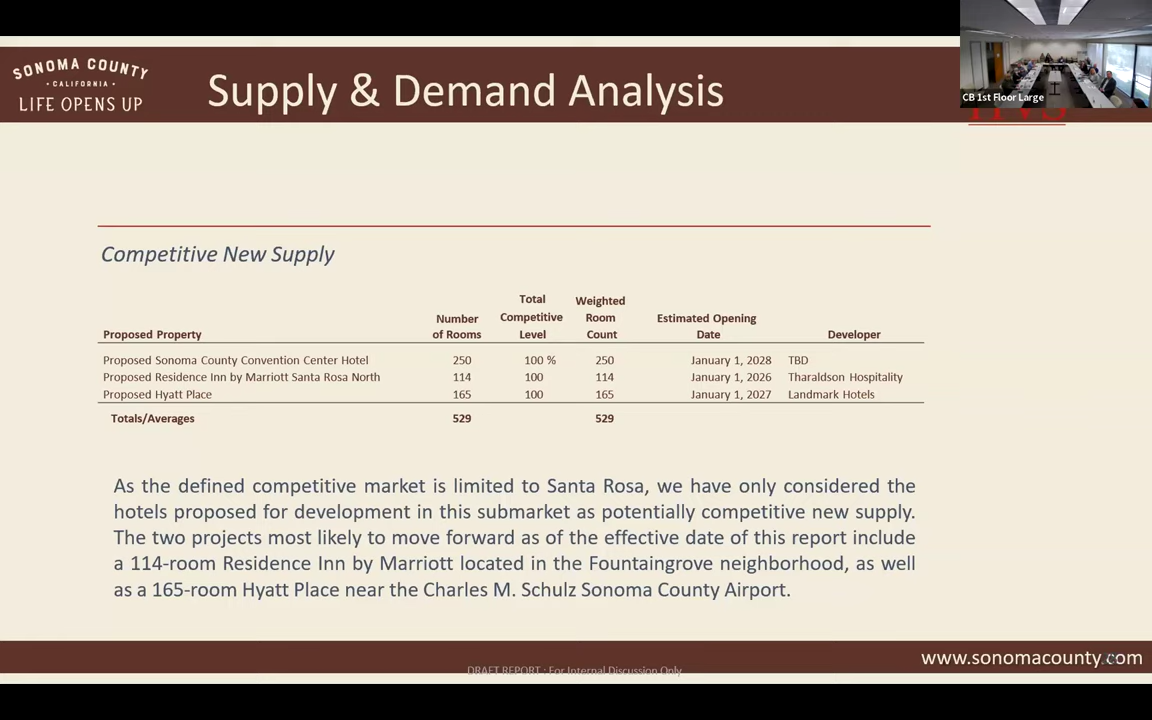 SONOMA COUNTY
• CALIFORNIA •
LIFE OPENS UP
Supply & Demand Analysis
CB 1st Floor Large
Competitive New Supply
Proposed Property Number of Rooms Total Competitive Level Weighted Room Count Estimated Opening Date Developer
Proposed Sonoma County Convention Center Hotel 250 100 % 250 January 1, 2028 TBD
Proposed Residence Inn by Marriott Santa Rosa North 114 100 114 January 1, 2026 Tharaldson Hospitality
Proposed Hyatt Place 165 100 165 January 1, 2027 Landmark Hotels
Totals/Averages 529 529
As the defined competitive market is limited to Santa Rosa, we have only considered the
hotels proposed for development in this submarket as potentially competitive new supply.
The two projects most likely to move forward as of the effective date of this report include
a 114-room Residence Inn by Marriott located in the Fountaingrove neighborhood, as well
as a 165-room Hyatt Place near the Charles M. Schulz Sonoma County Airport.
www.sonomacounty.com
DRAFT REPORT : For Internal Discussion Only